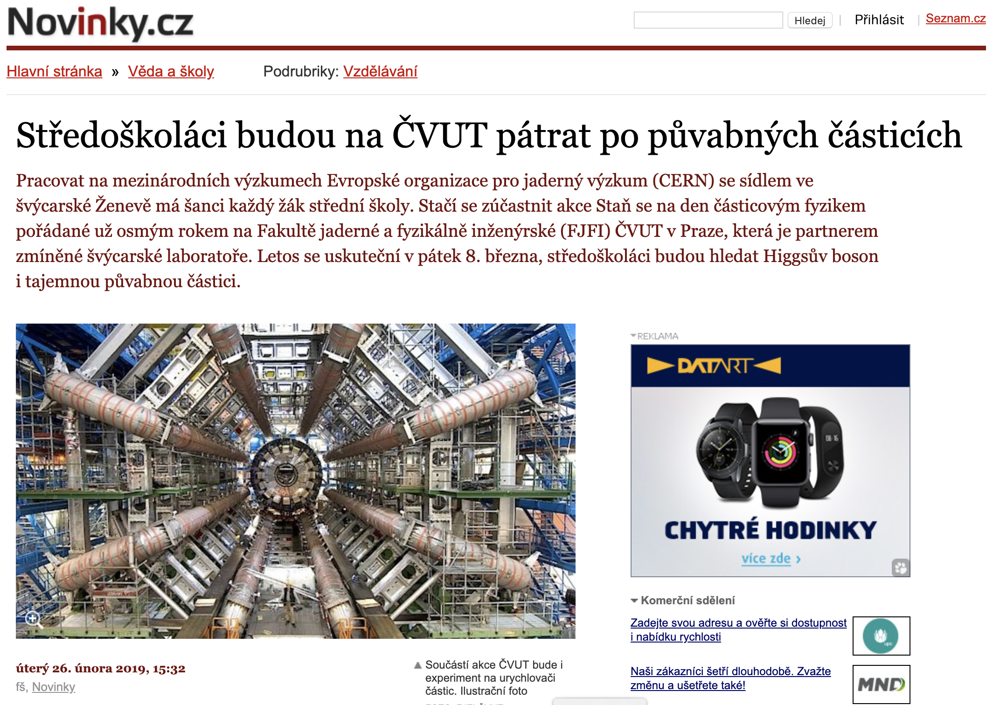 Novinky.cz
Hledej | Přihlásit | Seznam.cz
Hlavní stránka » Věda a školy Podrubriky: Vzdělávání
Středoškoláci budou na ČVUT pátrat po půvabných částicích
Pracovat na mezinárodních výzkumech Evropské organizace pro jaderný výzkum (CERN) se sídlem ve
švýcarské Ženevě má šanci každý žák střední školy. Stačí se zúčastnit akce Staň se na den částicovým fyzikem
pořádané už osmým rokem na Fakultě jaderné a fyzikálně inženýrské (FJFI) ČVUT v Praze, která je partnerem
zmíněné švýcarské laboratoře. Letos se uskuteční v pátek 8. března, středoškoláci budou hledat Higgsův boson
i tajemnou půvabnou částici.
úterý 26. února 2019, 15:32
fš, Novinky
Součástí akce ČVUT bude i
experiment na urychlovači
částic. Ilustrační foto
REKLAMA
DATART
08:15
CHYTRÉ HODINKY
více zde ›
Komerční sdělení
Zadejte svou adresu a ověřte si dostupnost
i nabídku rychlosti
upc
Naši zákazníci šetří dlouhodobě. Zvažte
změnu a ušetřete také!
MND